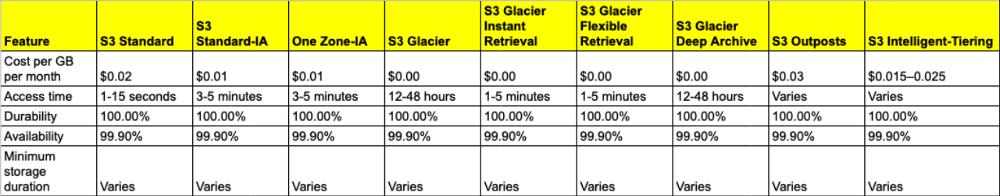 Feature	S3 Standard	S3 Standard-IA	One Zone-IA	S3 Glacier	S3 Glacier Instant Retrieval	S3 Glacier Flexible Retrieval	S3 Glacier Deep Archive	S3 Outposts	S3 Intelligent-Tiering
Cost per GB per month	$0.02	$0.01	$0.01	$0.00	$0.00	$0.00	$0.00	$0.03	$0.015–0.025
Access time	1-15 seconds	3-5 minutes	3-5 minutes	12-48 hours	1-5 minutes	1-5 minutes	12-48 hours	Varies	Varies
Durability	100.00%	100.00%	100.00%	100.00%	100.00%	100.00%	100.00%	100.00%	100.00%
Availability	99.90%	99.90%	99.90%	99.90%	99.90%	99.90%	99.90%	99.90%	99.90%
Minimum storage duration	Varies	Varies	Varies	Varies	Varies	Varies	Varies	Varies	Varies